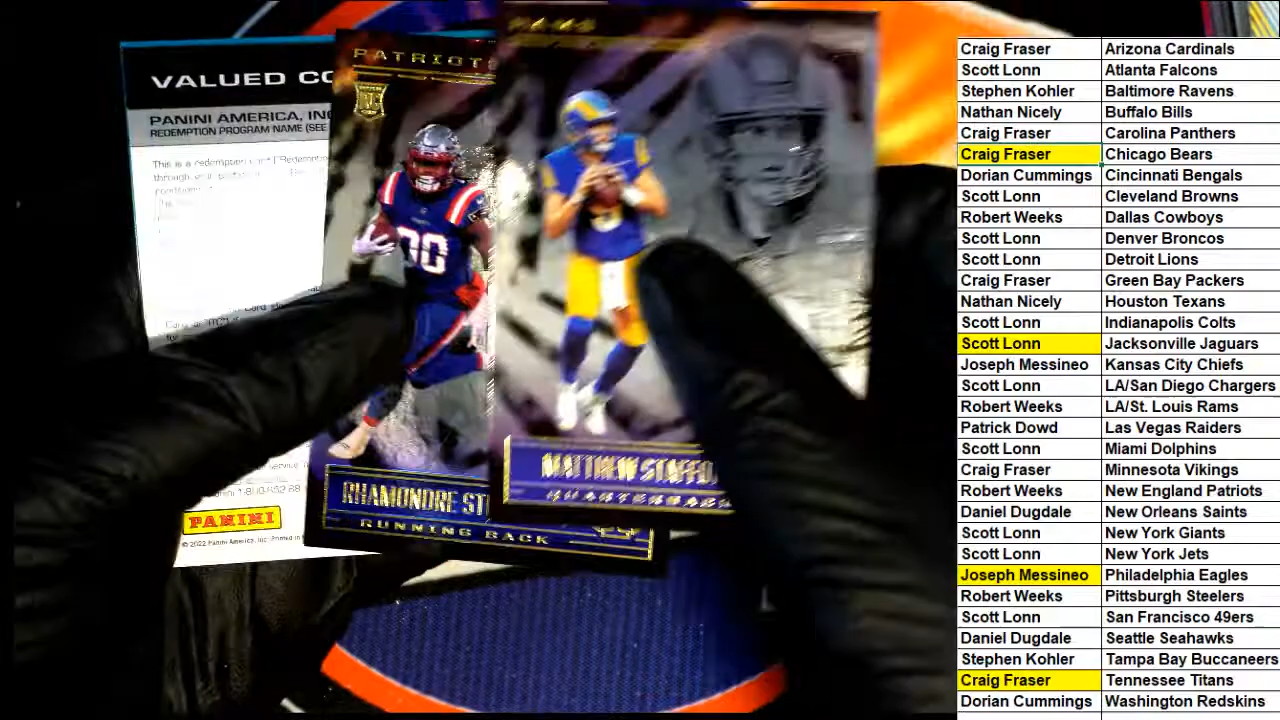 VALUED CO
PANINI AMERICA, IN
REDEMPTION PROGRAM NAME (SEE
PANINI
PATRIOT
RC
00
RHAMONDRE ST
RUNNING BACK
RAMS
MATTHEW STAFFO
QUARTERBACK
Craig Fraser Arizona Cardinals
Scott Lonn Atlanta Falcons
Stephen Kohler Baltimore Ravens
Nathan Nicely Buffalo Bills
Craig Fraser Carolina Panthers
Craig Fraser Chicago Bears
Dorian Cummings Cincinnati Bengals
Scott Lonn Cleveland Browns
Robert Weeks Dallas Cowboys
Scott Lonn Denver Broncos
Scott Lonn Detroit Lions
Craig Fraser Green Bay Packers
Nathan Nicely Houston Texans
Scott Lonn Indianapolis Colts
Scott Lonn Jacksonville Jaguars
Joseph Messineo Kansas City Chiefs
Scott Lonn LA/San Diego Chargers
Robert Weeks LA/St. Louis Rams
Patrick Dowd Las Vegas Raiders
Scott Lonn Miami Dolphins
Craig Fraser Minnesota Vikings
Robert Weeks New England Patriots
Daniel Dugdale New Orleans Saints
Scott Lonn New York Giants
Scott Lonn New York Jets
Joseph Messineo Philadelphia Eagles
Robert Weeks Pittsburgh Steelers
Scott Lonn San Francisco 49ers
Daniel Dugdale Seattle Seahawks
Stephen Kohler Tampa Bay Buccaneers
Craig Fraser Tennessee Titans
Dorian Cummings Washington Redskins